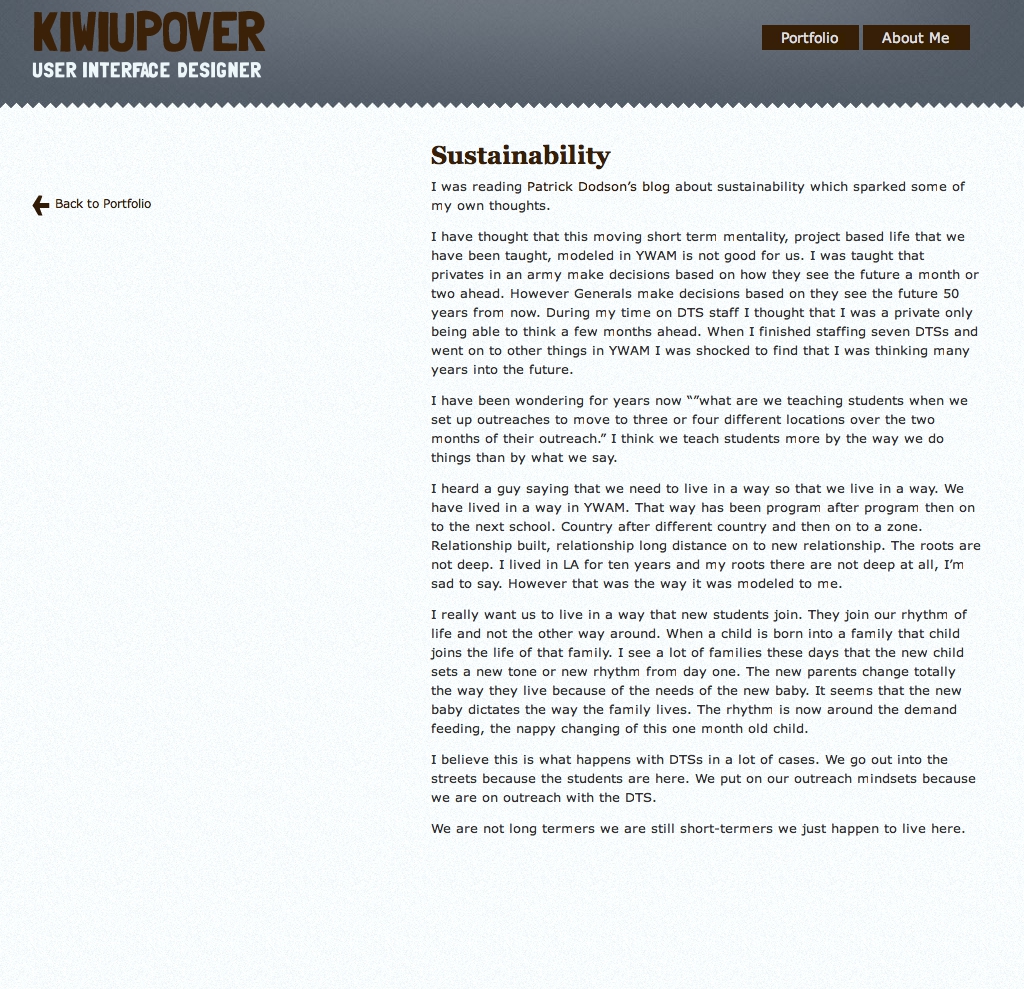 KIWIUPOVER
USER INTERFACE DESIGNER
Portfolio
About Me
Back to Portfolio
Sustainability
I was reading Patrick Dodson’s blog about sustainability which sparked some of
my own thoughts.
I have thought that this moving short term mentality, project based life that we
have been taught, modeled in YWAM is not good for us. I was taught that
privates in an army make decisions based on how they see the future a month or
two ahead. However Generals make decisions based on they see the future 50
years from now. During my time on DTS staff I thought that I was a private only
being able to think a few months ahead. When I finished staffing seven DTSs and
went on to other things in YWAM I was shocked to find that I was thinking many
years into the future.
I have been wondering for years now “”what are we teaching students when we
set up outreaches to move to three or four different locations over the two
months of their outreach.” I think we teach students more by the way we do
things than by what we say.
I heard a guy saying that we need to live in a way so that we live in a way. We
have lived in a way in YWAM. That way has been program after program then on
to the next school. Country after different country and then on to a zone.
Relationship built, relationship long distance on to new relationship. The roots are
not deep. I lived in LA for ten years and my roots there are not deep at all, I’m
sad to say. However that was the way it was modeled to me.
I really want us to live in a way that new students join. They join our rhythm of
life and not the other way around. When a child is born into a family that child
joins the life of that family. I see a lot of families these days that the new child
sets a new tone or new rhythm from day one. The new parents change totally
the way they live because of the needs of the new baby. It seems that the new
baby dictates the way the family lives. The rhythm is now around the demand
feeding, the nappy changing of this one month old child.
I believe this is what happens with DTSs in a lot of cases. We go out into the
streets because the students are here. We put on our outreach mindsets because
we are on outreach with the DTS.
We are not long termers we are still short-termers we just happen to live here.